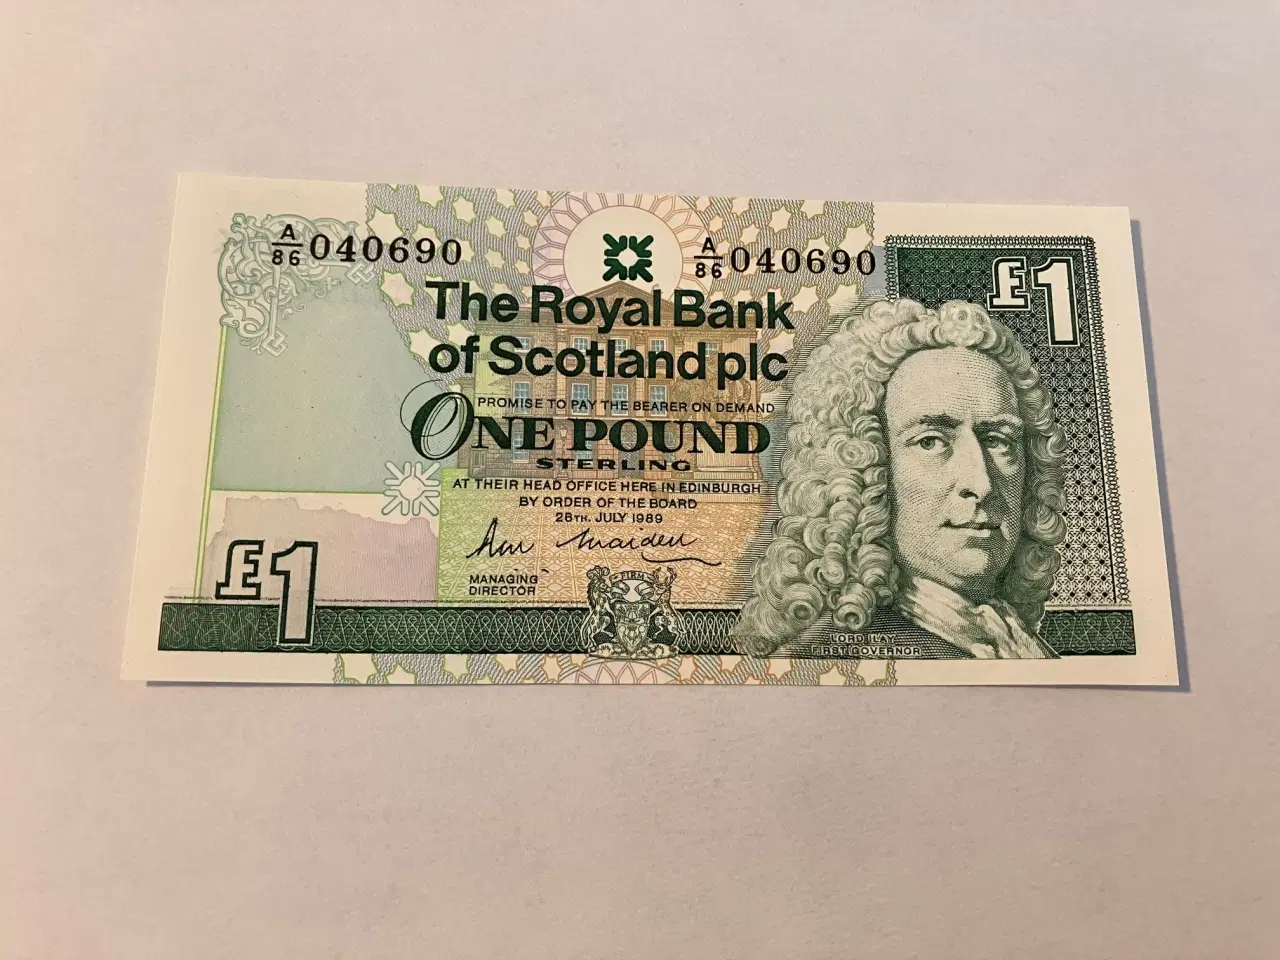 A/86 040690
A/86 040690
£1
The Royal Bank
of Scotland plc
PROMISE TO PAY THE BEARER ON DEMAND
ONE POUND
STERLING
AT THEIR HEAD OFFICE HERE IN EDINBURGH
BY ORDER OF THE BOARD
26TH. JULY 1989
MANAGING
DIRECTOR
£1
FIRM
LORD ILAY
FIRST GOVERNOR